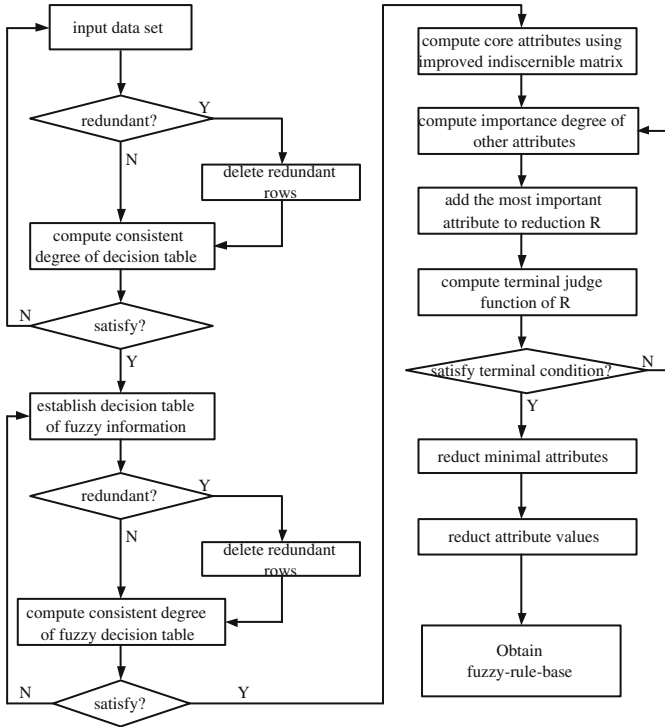 input data set
redundant?
Y
N
delete redundant
rows
compute consistent
degree of decision table
N
satisfy?
Y
establish decision table
of fuzzy information
redundant?
Y
N
delete redundant
rows
compute consistent degree
of fuzzy decision table
N
satisfy?
Y
compute core attributes using
improved indiscernible matrix
compute importance degree of
other attributes
add the most important
attribute to reduction R
compute terminal judge
function of R
satisfy terminal condition?
N
Y
reduct minimal attributes
reduct attribute values
Obtain
fuzzy-rule-base